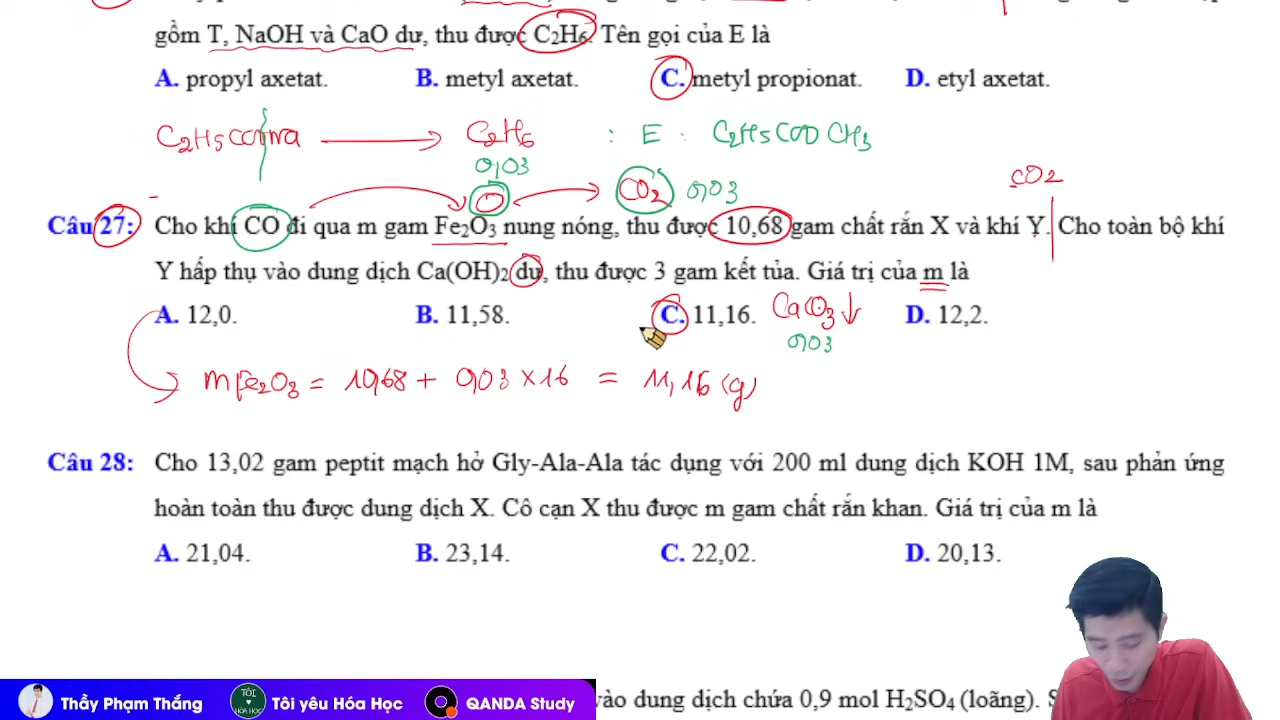 gồm T, NaOH và CaO dư, thu được C2H6. Tên gọi của E là
A. propyl axetat. B. metyl axetat. C. metyl propionat. D. etyl axetat.
C2H5COONa → C2H6 : E : C2H5COOCH3
0,03
O CO2 0,03 CO2
Câu 27: Cho khí CO đi qua m gam Fe2O3 nung nóng, thu được 10,68 gam chất rắn X và khí Y. Cho toàn bộ khí
Y hấp thụ vào dung dịch Ca(OH)2 dư, thu được 3 gam kết tủa. Giá trị của m là
A. 12,0. B. 11,58. C. 11,16. CaCO3↓ D. 12,2.
0,03
mFe2O3 = 10,68 + 0,03 × 16 = 11,16 (g)
Câu 28: Cho 13,02 gam peptit mạch hở Gly-Ala-Ala tác dụng với 200 ml dung dịch KOH 1M, sau phản ứng
hoàn toàn thu được dung dịch X. Cô cạn X thu được m gam chất rắn khan. Giá trị của m là
A. 21,04. B. 23,14. C. 22,02. D. 20,13.
vào dung dịch chứa 0,9 mol H2SO4 (loãng).
Thầy Phạm Thắng TÔI YÊU HÓA HỌC Tôi yêu Hóa Học QANDA Study